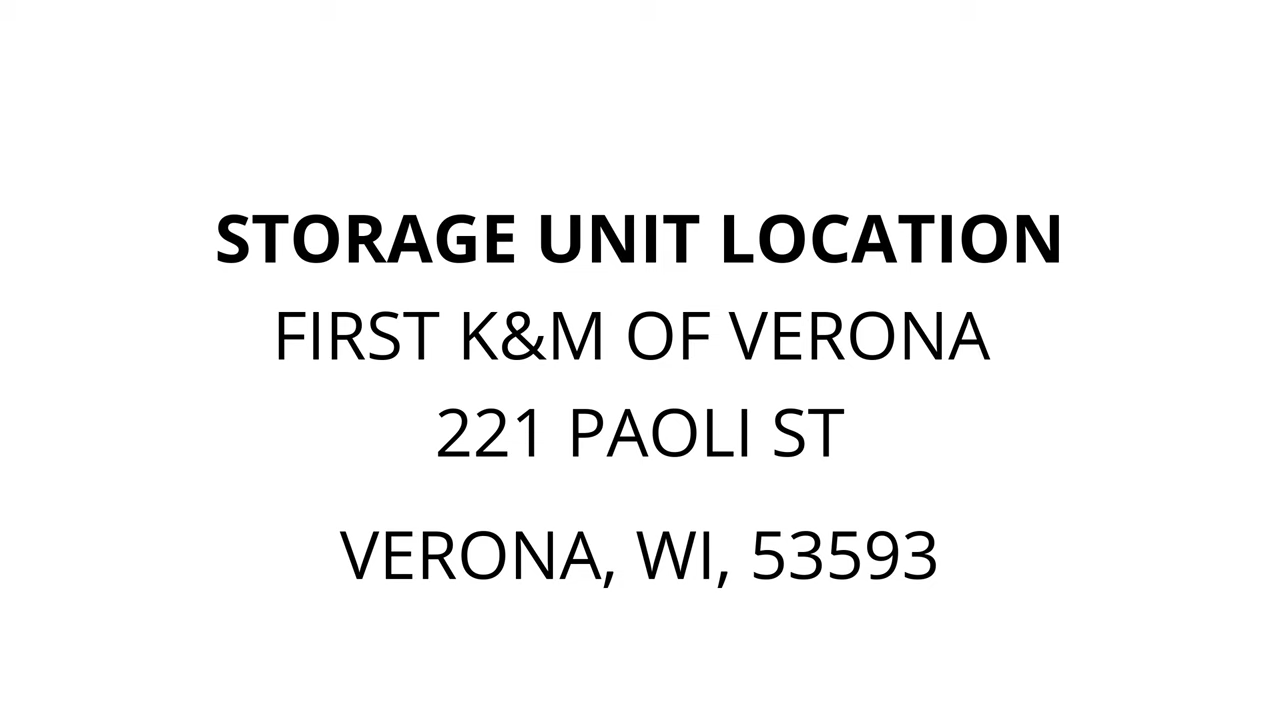 STORAGE UNIT LOCATION
FIRST K&M OF VERONA
221 PAOLI ST
VERONA, WI, 53593